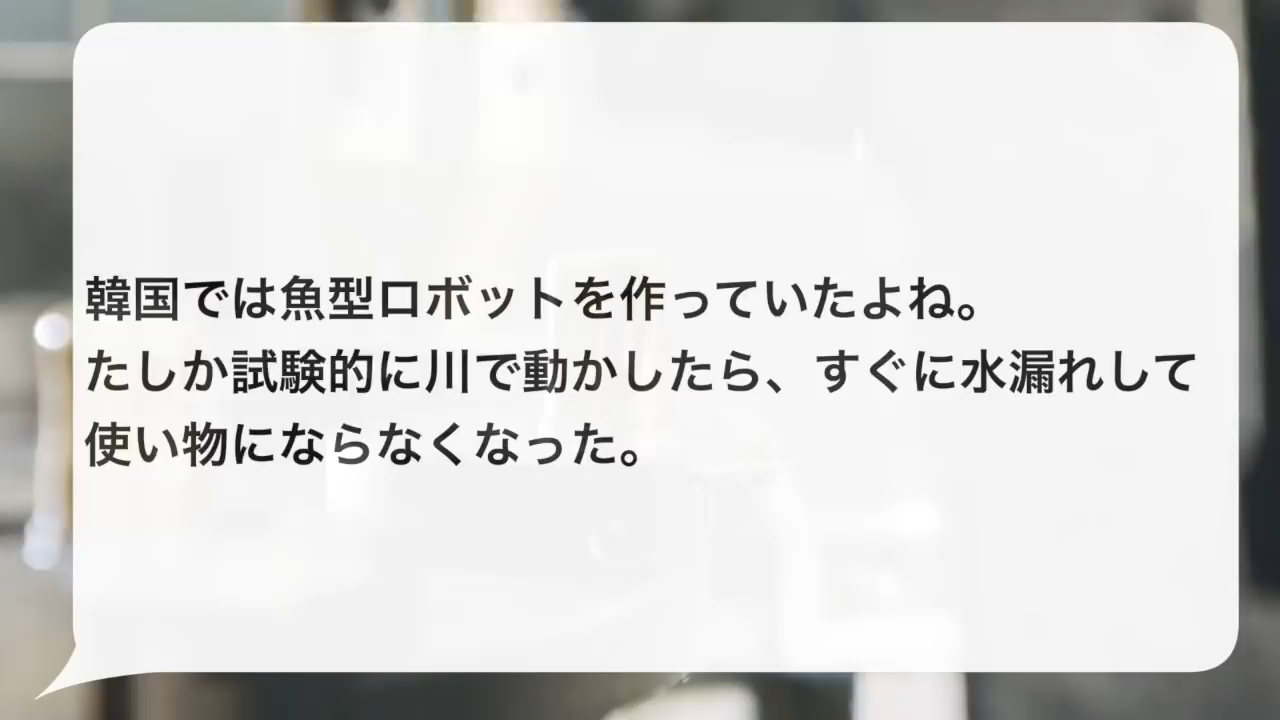 韓国では魚型ロボットを作っていたよね。
たしか試験的に川で動かしたら、すぐに水漏れして
使い物にならなくなった。